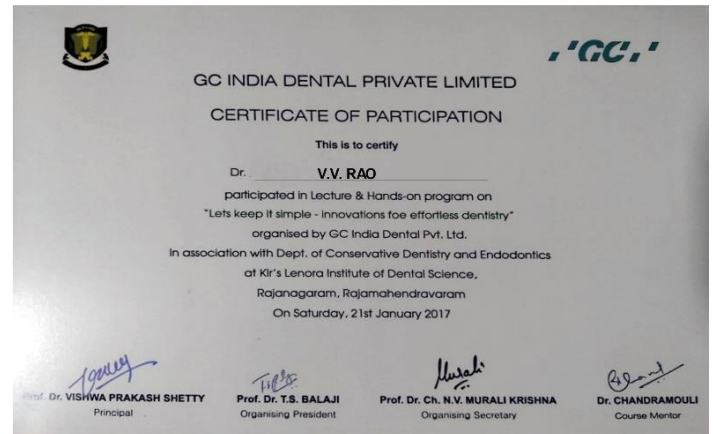 'GC,'
GC INDIA DENTAL PRIVATE LIMITED
CERTIFICATE OF PARTICIPATION
This is to certify
Dr. V.V. RAO
participated in Lecture & Hands-on program on
"Lets keep it simple - innovations foe effortless dentistry"
organised by GC India Dental Pvt. Ltd.
In association with Dept. of Conservative Dentistry and Endodontics
at Kir's Lenora Institute of Dental Science,
Rajanagaram, Rajamahendravaram
On Saturday, 21st January 2017
Murali
Prof. Dr. VISHWA PRAKASH SHETTY
Principal
Prof. Dr. T.S. BALAJI
Organising President
Prof. Dr. Ch. N.V. MURALI KRISHNA
Organising Secretary
Dr. CHANDRAMOULI
Course Mentor